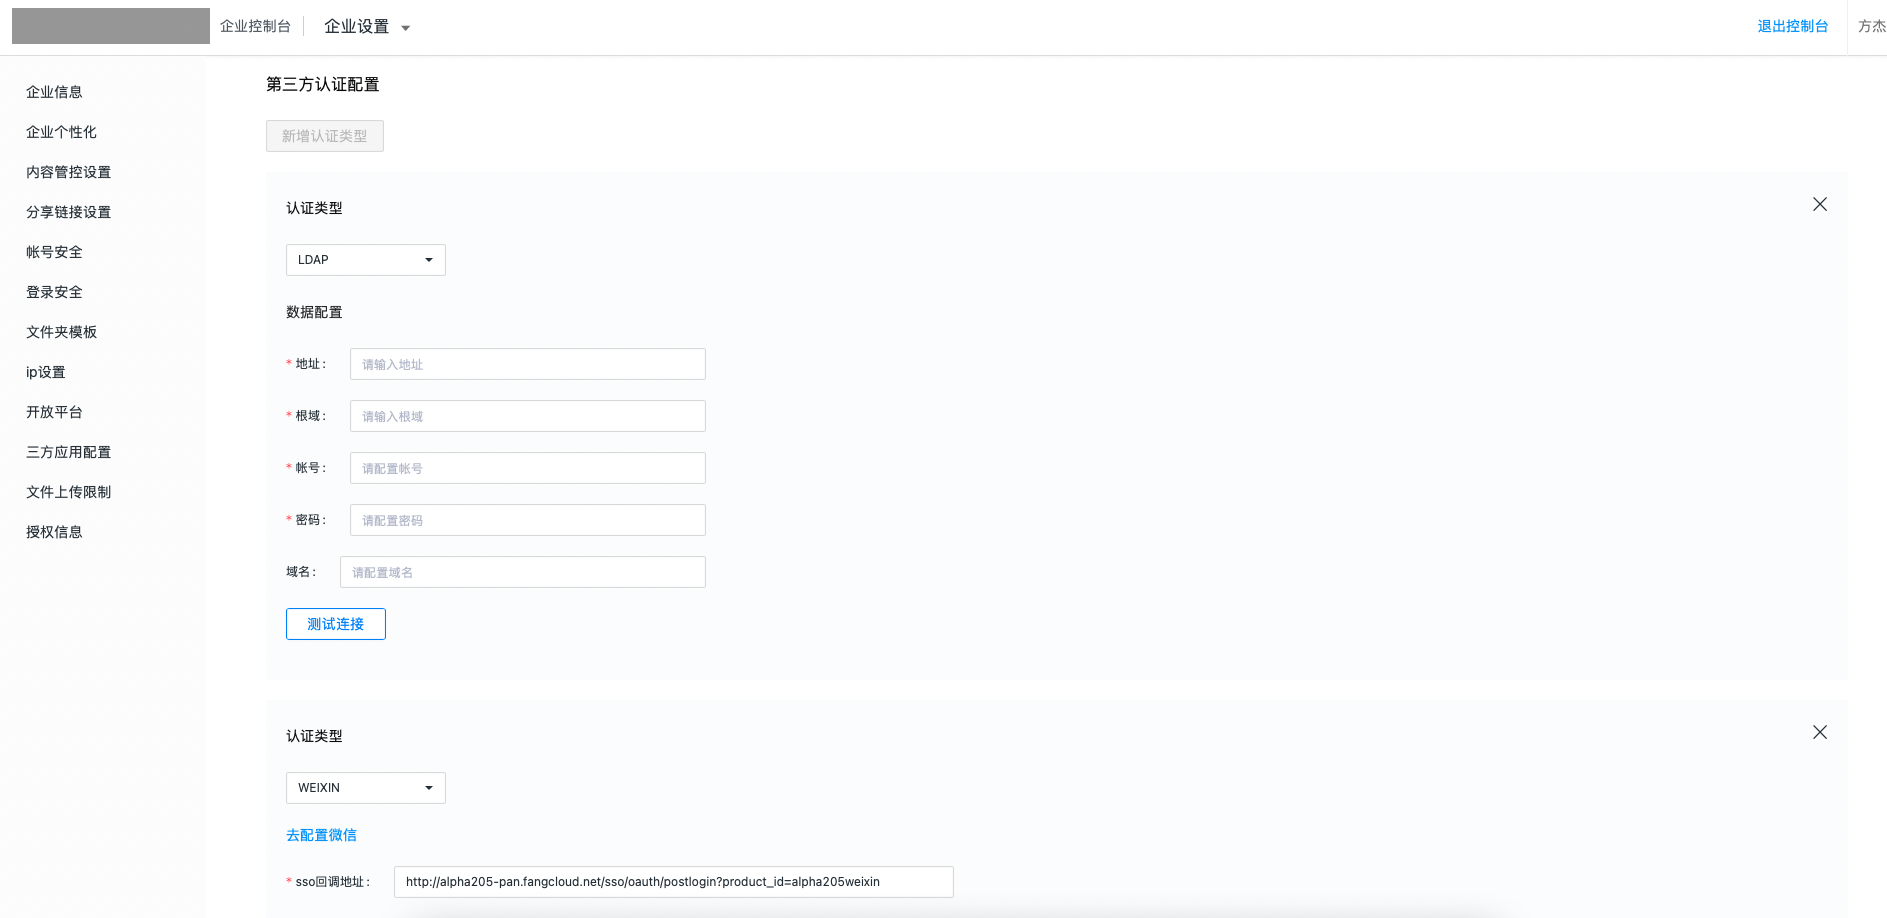 企业控制台 企业设置 退出控制台 方杰
企业信息
企业个性化
内容管控设置
分享链接设置
帐号安全
登录安全
文件夹模板
ip设置
开放平台
三方应用配置
文件上传限制
授权信息
第三方认证配置
新增认证类型
认证类型
LDAP
数据配置
* 地址： 请输入地址
* 根域： 请输入根域
* 帐号： 请配置帐号
* 密码： 请配置密码
域名： 请配置域名
测试连接
认证类型
WEIXIN
去配置微信
* sso回调地址： http://alpha205-pan.fangcloud.net/sso/oauth/postlogin?product_id=alpha205weixin